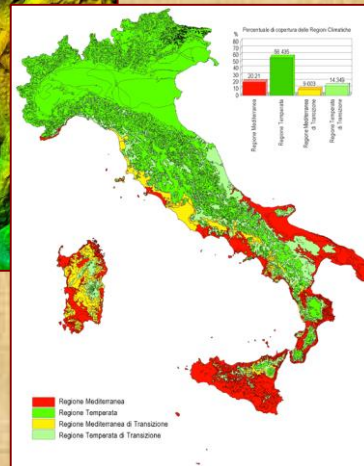 Percentuale di copertura delle Regioni Climatiche
%
80
70
60
50
40
30
20
10
0
20.21
56.435
9.003
14.349
Regione Mediterranea
Regione Temperata
Regione Mediterranea
di Transizione
Regione Temperata
di Transizione
Regione Mediterranea
Regione Temperata
Regione Mediterranea di Transizione
Regione Temperata di Transizione